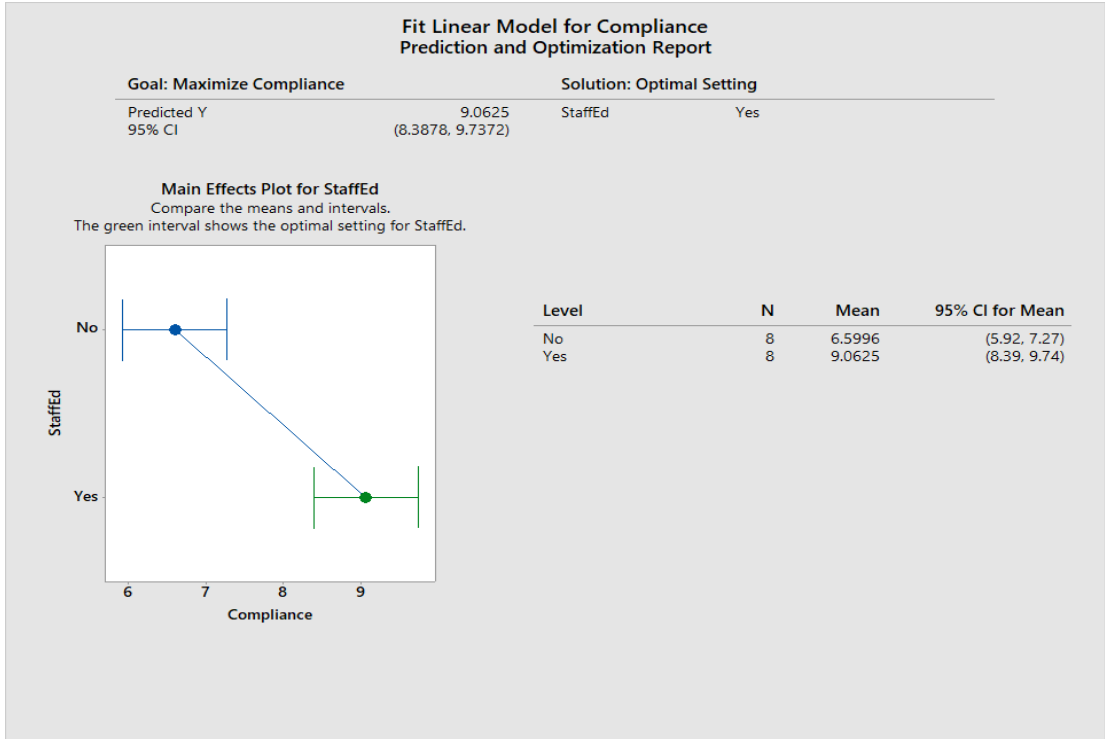 Fit Linear Model for Compliance
Prediction and Optimization Report
Goal: Maximize Compliance
Predicted Y 9.0625
95% CI (8.3878, 9.7372)
Solution: Optimal Setting
StaffEd Yes
Main Effects Plot for StaffEd
Compare the means and intervals.
The green interval shows the optimal setting for StaffEd.
StaffEd
No
Yes
6 7 8 9
Compliance
Level N Mean 95% CI for Mean
No 8 6.5996 (5.92, 7.27)
Yes 8 9.0625 (8.39, 9.74)